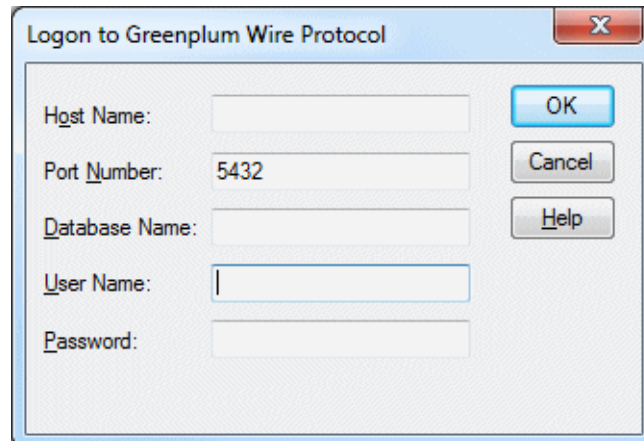 Logon to Greenplum Wire Protocol
Host Name:
OK
Port Number: 5432
Cancel
Database Name:
Help
User Name:
Password: